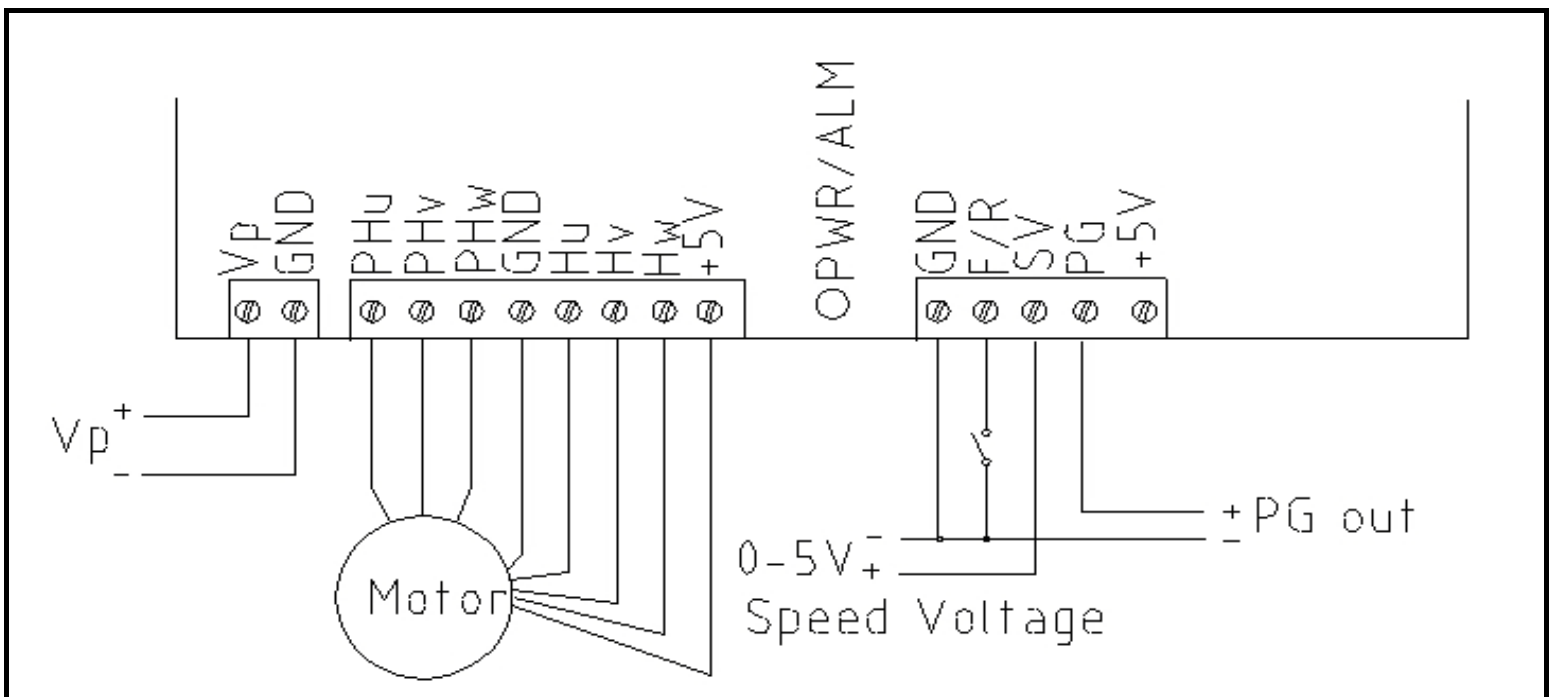 Vp
GND
PHu
PHv
PHw
GND
Hu
Hv
Hw
+5V
OPWR/ALM
GND
F/R
SV
PG
+5V
Vp
+
-
Motor
0-5V
-
+
Speed Voltage
+
-
PG out